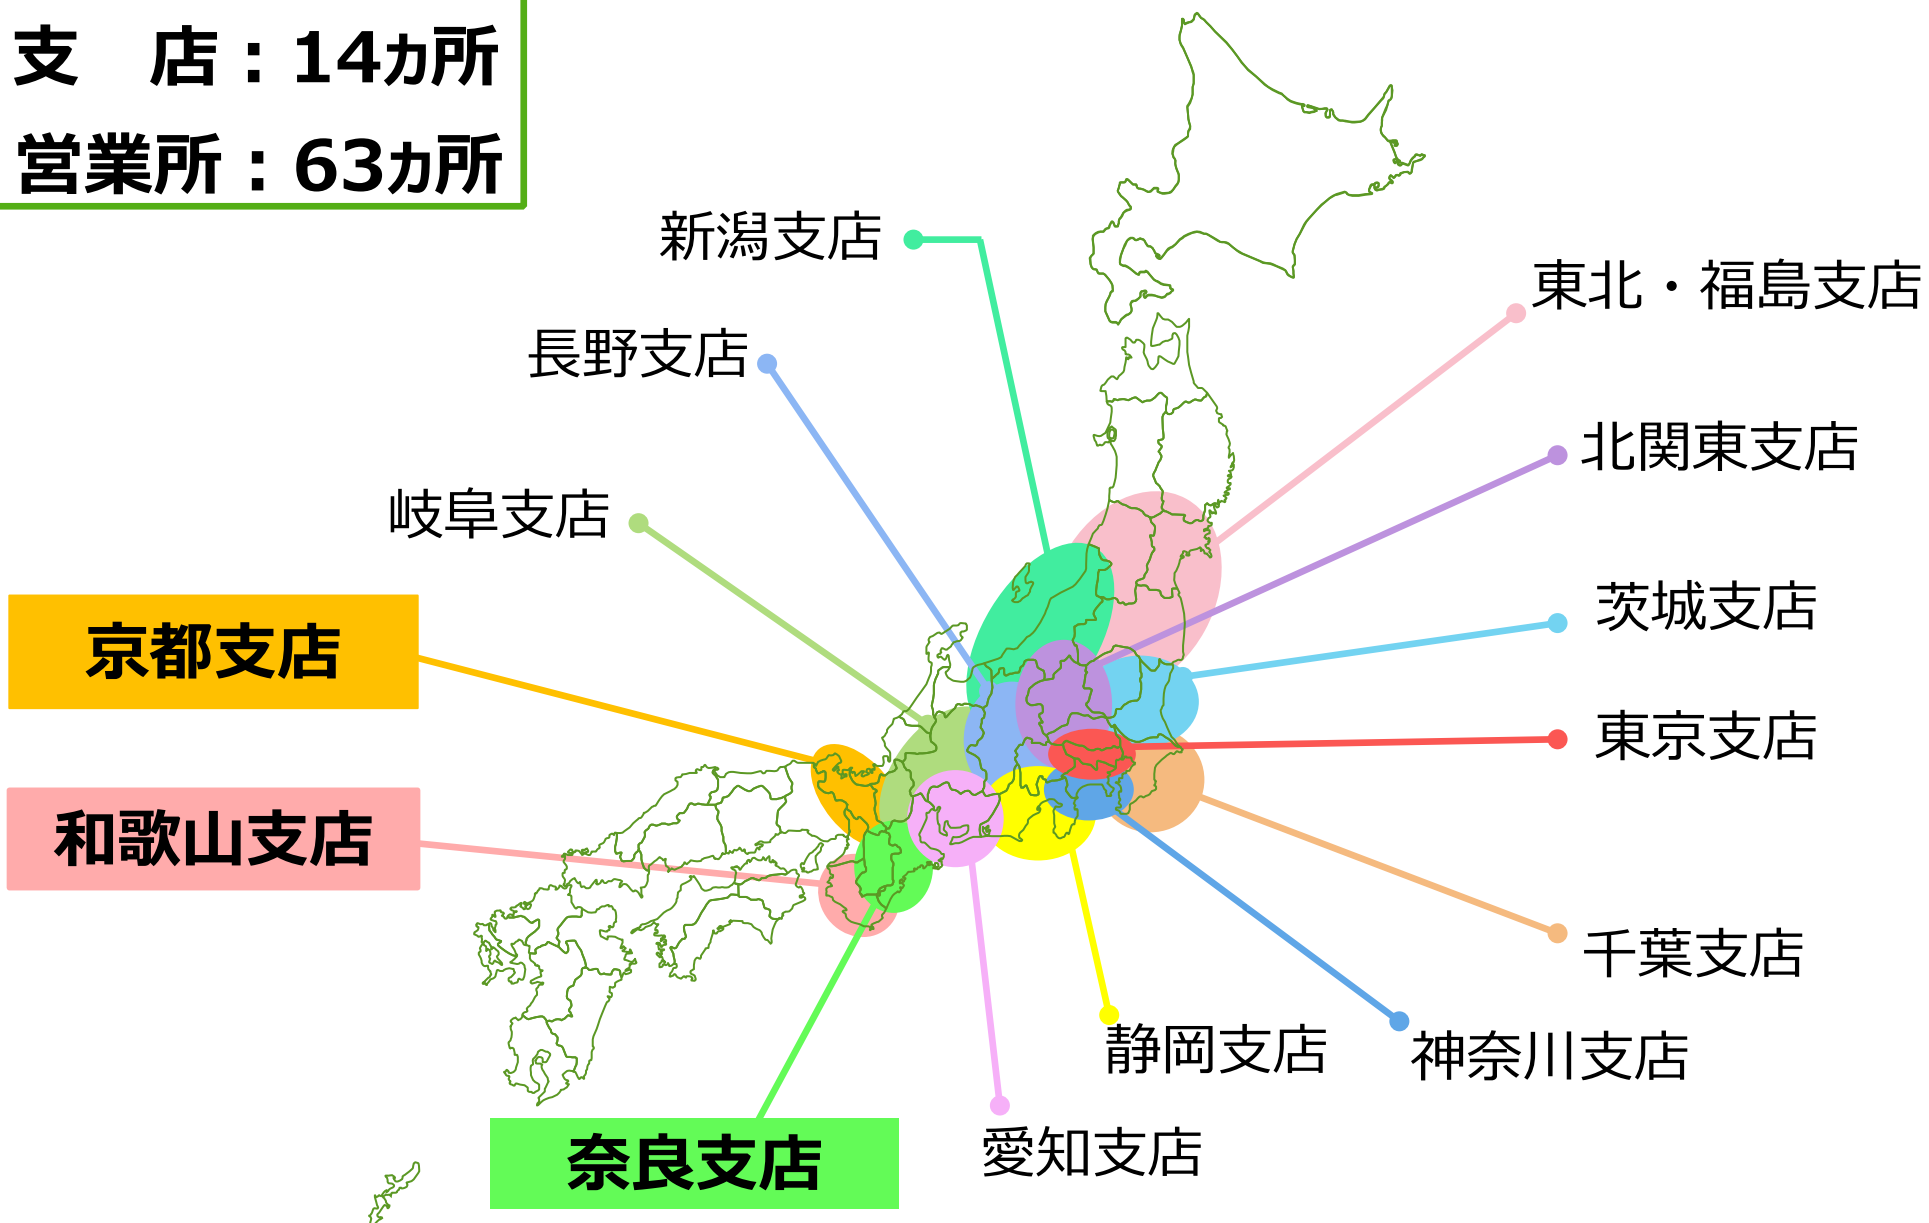 支　店：14ヵ所
営業所：63ヵ所
新潟支店
東北・福島支店
長野支店
北関東支店
岐阜支店
茨城支店
京都支店
東京支店
和歌山支店
千葉支店
静岡支店
神奈川支店
愛知支店
奈良支店